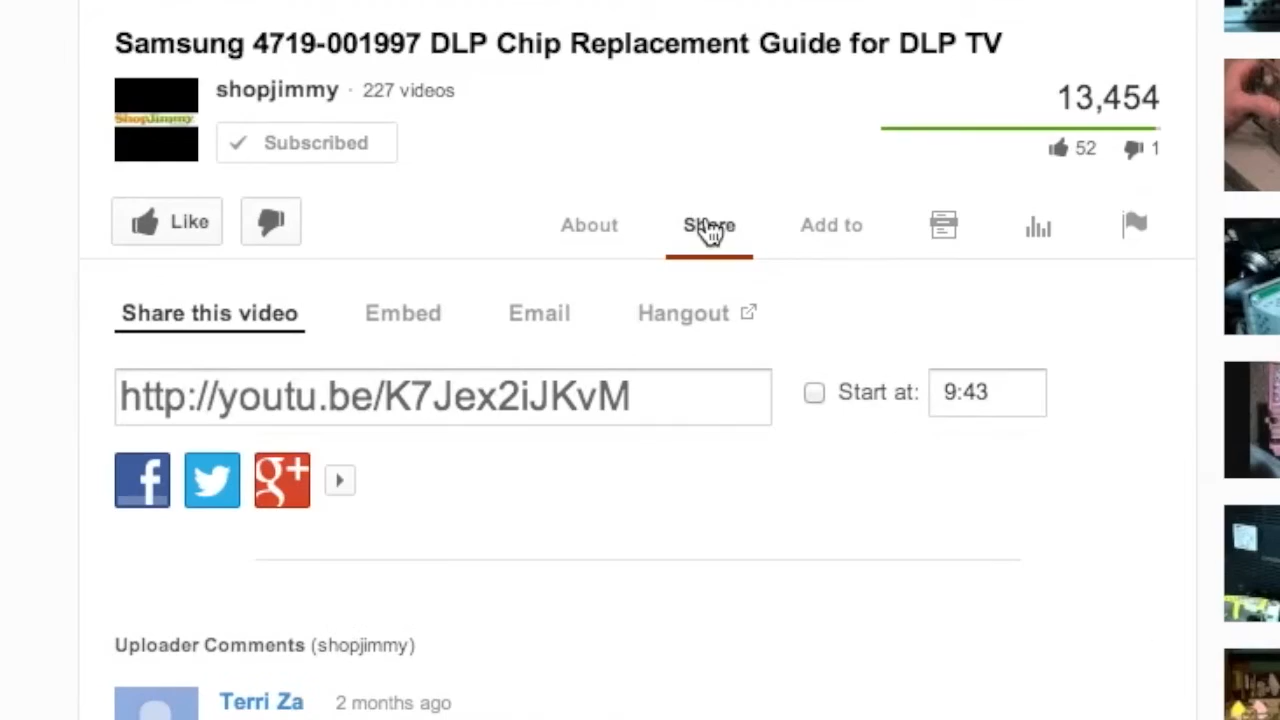 Samsung 4719-001997 DLP Chip Replacement Guide for DLP TV
shopjimmy · 227 videos
ShopJimmy
Subscribed
13,454
52 1
Like
About Share Add to
Share this video Embed Email Hangout
http://youtu.be/K7Jex2iJKvM
Start at: 9:43
f g+
Uploader Comments (shopjimmy)
Terri Za 2 months ago